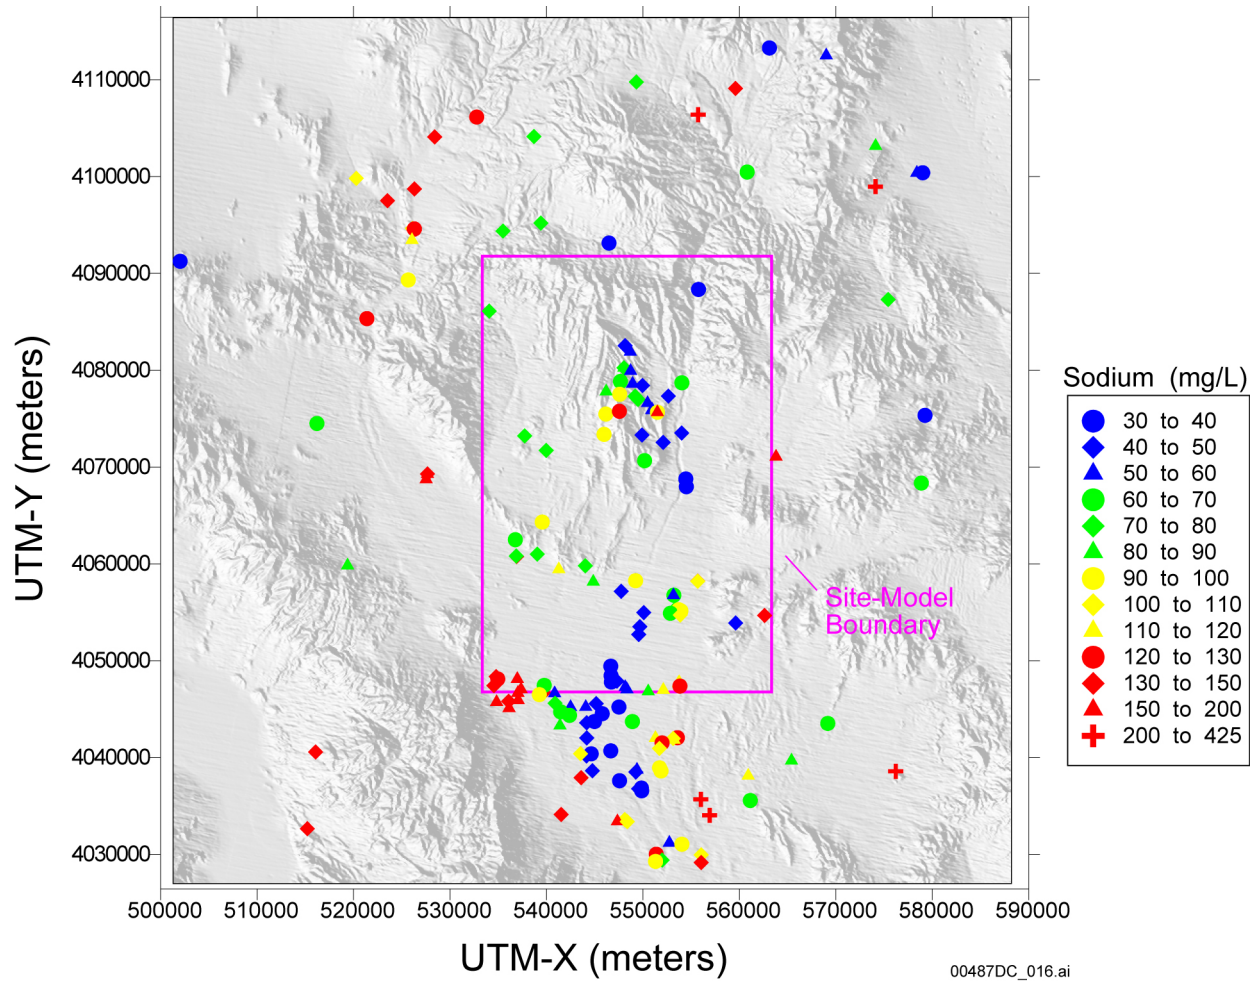 4110000
4100000
4090000
4080000
4070000
4060000
4050000
4040000
4030000
UTM-Y (meters)
500000 510000 520000 530000 540000 550000 560000 570000 580000 590000
UTM-X (meters)
Site-Model
Boundary
Sodium (mg/L)
30 to 40
40 to 50
50 to 60
60 to 70
70 to 80
80 to 90
90 to 100
100 to 110
110 to 120
120 to 130
130 to 150
150 to 200
200 to 425
00487DC_016.ai